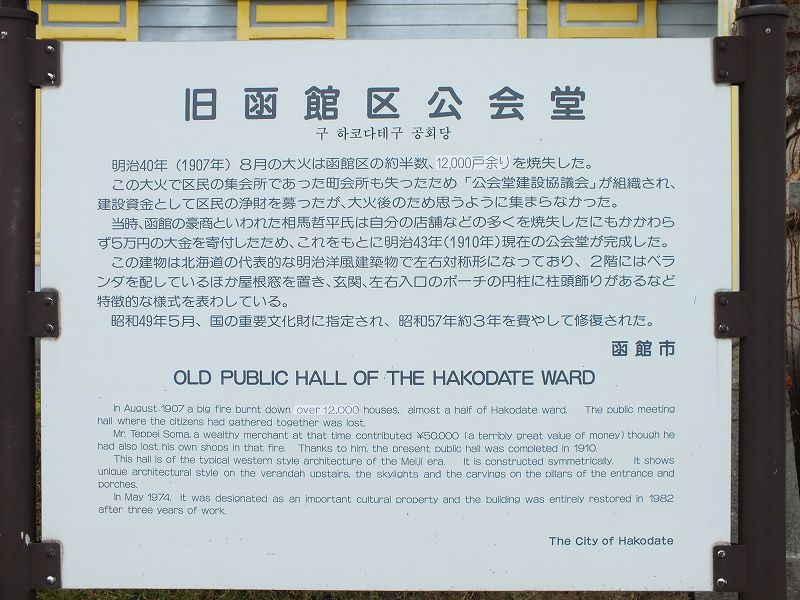 旧函館区公会堂
구 하코다테구 공회당
明治40年（1907年）８月の大火は函館区の約半数、12,000戸余りを焼失した。
この大火で区民の集会所であった町会所も失ったため「公会堂建設協議会」が組織され、
建設資金として区民の浄財を募ったが、大火後のため思うように集まらなかった。
当時、函館の豪商といわれた相馬哲平氏は自分の店舗などの多くを焼失したにもかかわら
ず５万円の大金を寄付したため、これをもとに明治43年（1910年）現在の公会堂が完成した。
この建物は北海道の代表的な明治洋風建築物で左右対称形になっており、２階にはベラ
ンダを配しているほか屋根窓を置き、玄関、左右入口のポーチの円柱に柱頭飾りがあるなど
特徴的な様式を表わしている。
昭和49年５月、国の重要文化財に指定され、昭和57年約３年を費やして修復された。
函館市
OLD PUBLIC HALL OF THE HAKODATE WARD
In August 1907 a big fire burnt down over 12,000 houses, almost a half of Hakodate ward. The public meeting
hall where the citizens had gathered together was lost.
Mr. Teppei Soma, a wealthy merchant at that time contributed ¥50,000 (a terribly great value of money) though he
had also lost his own shops in that fire. Thanks to him, the present public hall was completed in 1910.
This hall is of the typical western style architecture of the Meiji era. It is constructed symmetrically. It shows
unique architectural style on the verandah upstairs, the skylights and the carvings on the pillars of the entrance and
porches.
In May 1974, it was designated as an important cultural property and the building was entirely restored in 1982
after three years of work.
The City of Hakodate